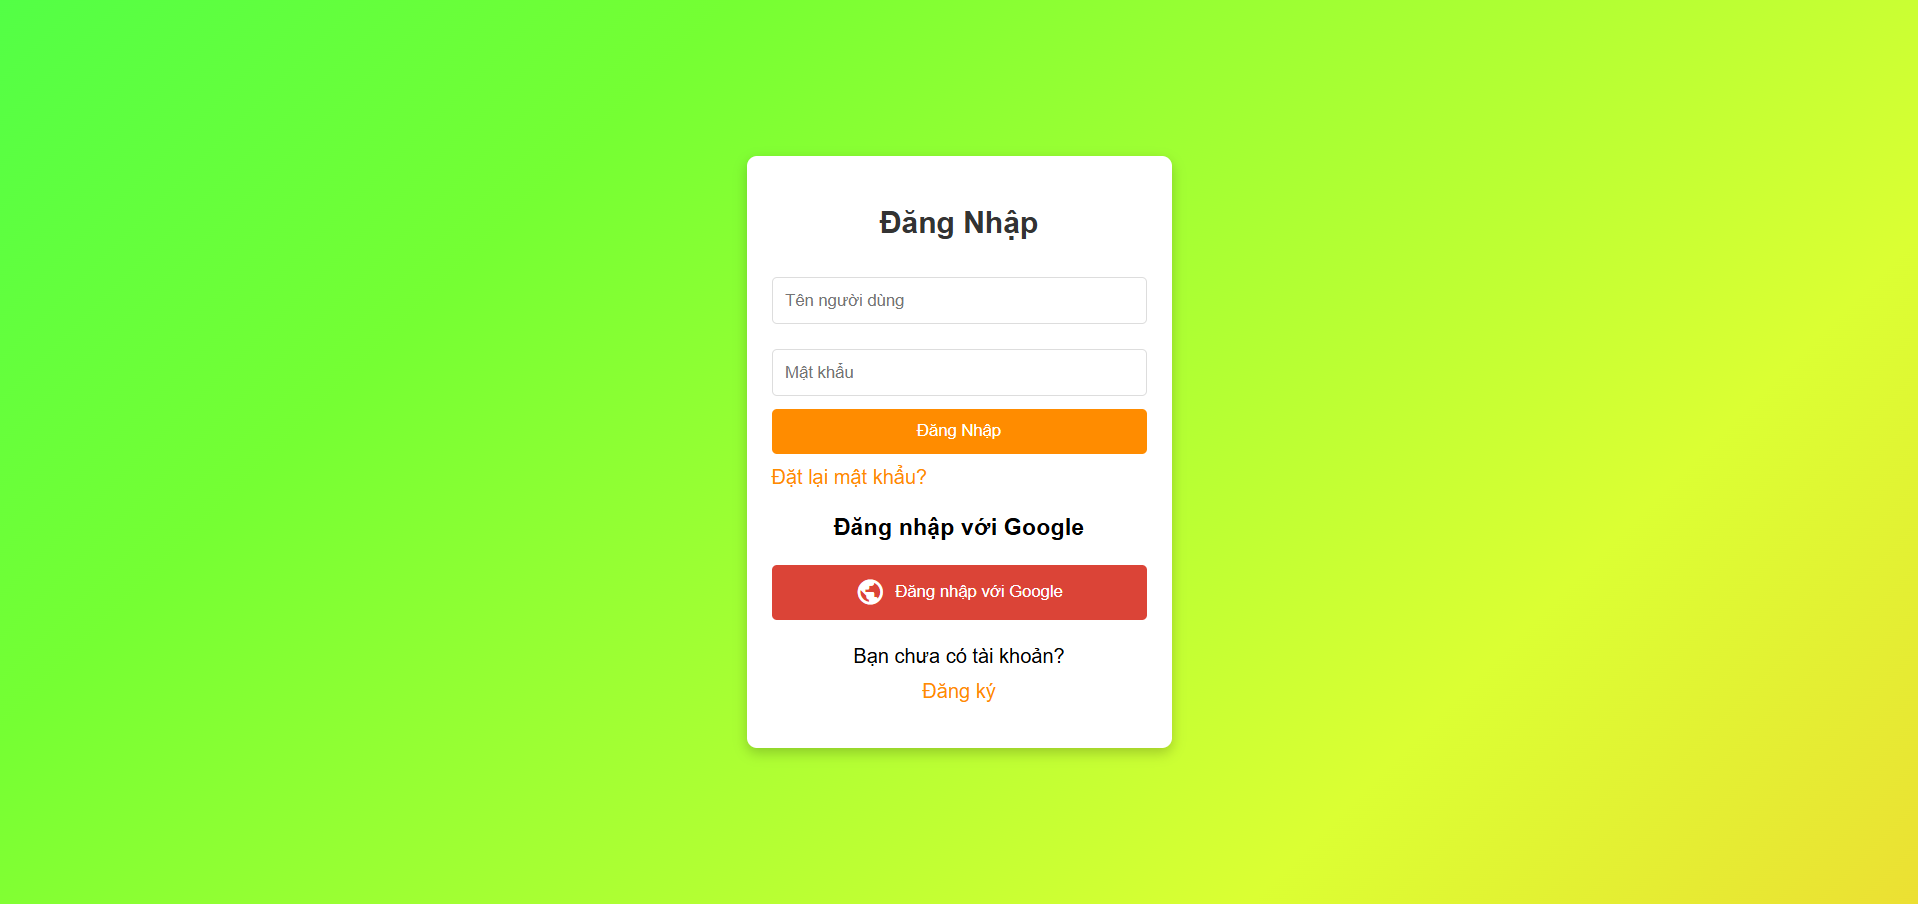 Đăng Nhập
Tên người dùng
Mật khẩu
Đăng Nhập
Đặt lại mật khẩu?
Đăng nhập với Google
Đăng nhập với Google
Bạn chưa có tài khoản?
Đăng ký